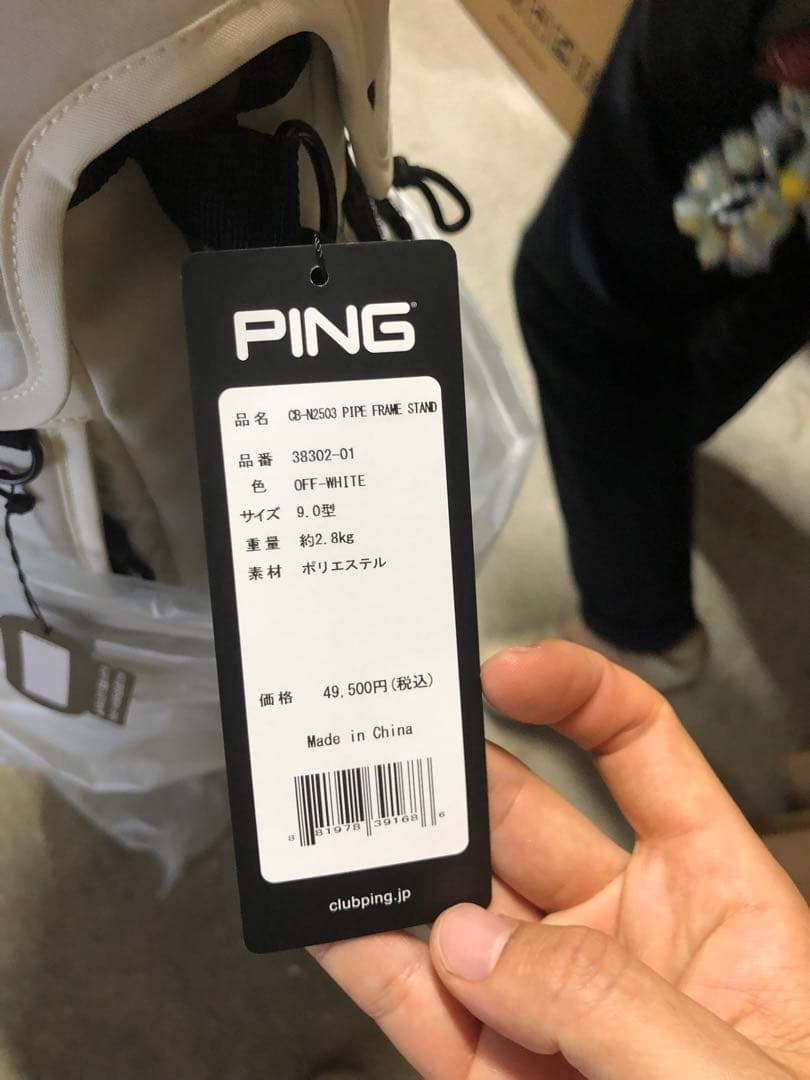 PING®
品名 CB-N2503 PIPE FRAME STAND
品番 38302-01
色 OFF-WHITE
サイズ 9.0型
重量 約2.8kg
素材 ポリエステル
価格 49,500円(税込)
Made in China
8 81978 39168 6
clubping.jp